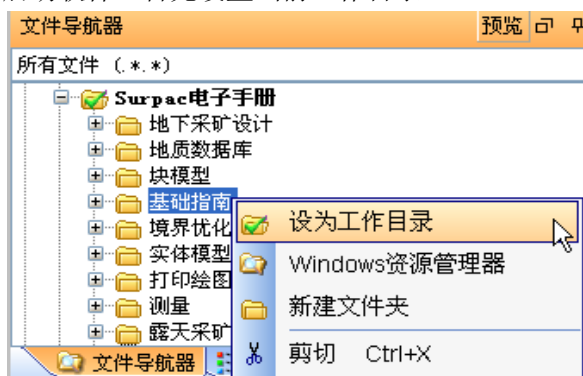 文件导航器 预览
所有文件 (.*.*)
Surpac电子手册
地下采矿设计
地质数据库
块模型
基础指南
境界优化
实体模型
打印绘图
测量
露天采矿
设为工作目录
Windows资源管理器
新建文件夹
剪切 Ctrl+X
文件导航器